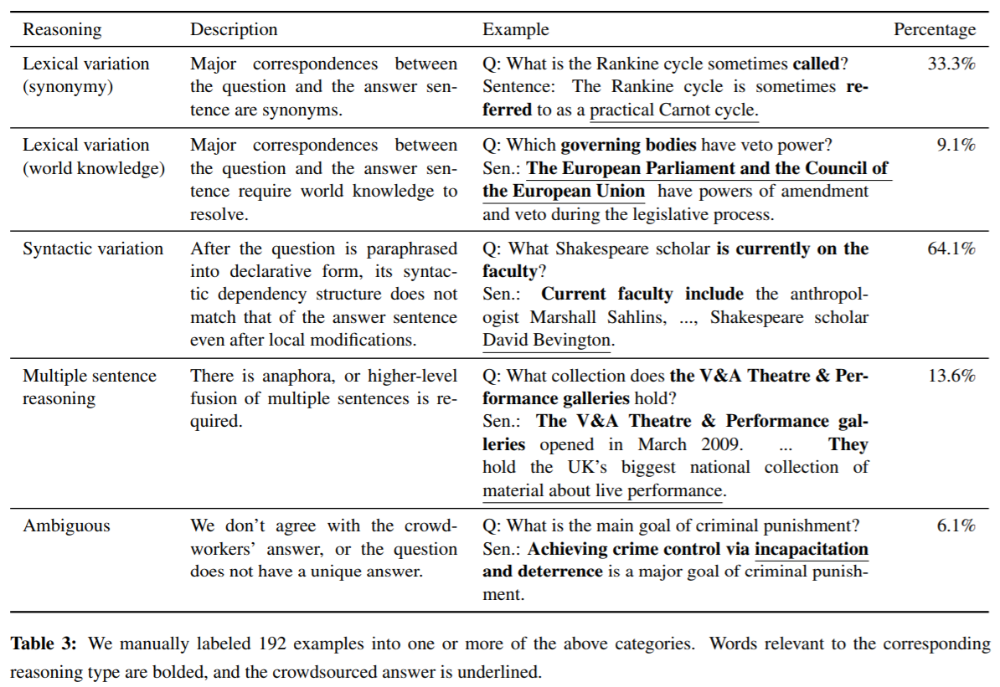 Reasoning Description Example Percentage
Lexical variation (synonymy)
Major correspondences between
the question and the answer sen-
tence are synonyms.
Q: What is the Rankine cycle sometimes called?
Sentence: The Rankine cycle is sometimes re-
ferred to as a practical Carnot cycle.
33.3%
Lexical variation
(world knowledge)
Major correspondences between
the question and the answer sen-
tence require world knowledge to
resolve.
Q: Which governing bodies have veto power?
Sen.: The European Parliament and the Council of
the European Union have powers of amendment
and veto during the legislative process.
9.1%
Syntactic variation
After the question is paraphrased
into declarative form, its syntac-
tic dependency structure does not
match that of the answer sentence
even after local modifications.
Q: What Shakespeare scholar is currently on the
faculty?
Sen.: Current faculty include the anthropol-
ogist Marshall Sahlins, ..., Shakespeare scholar
David Bevington.
64.1%
Multiple sentence
reasoning
There is anaphora, or higher-level
fusion of multiple sentences is re-
quired.
Q: What collection does the V&A Theatre & Per-
formance galleries hold?
Sen.: The V&A Theatre & Performance gal-
leries opened in March 2009. ... They
hold the UK's biggest national collection of
material about live performance.
13.6%
Ambiguous
We don't agree with the crowd-
workers' answer, or the question
does not have a unique answer.
Q: What is the main goal of criminal punishment?
Sen.: Achieving crime control via incapacitation
and deterrence is a major goal of criminal punish-
ment.
6.1%
Table 3: We manually labeled 192 examples into one or more of the above categories. Words relevant to the corresponding
reasoning type are bolded, and the crowdsourced answer is underlined.